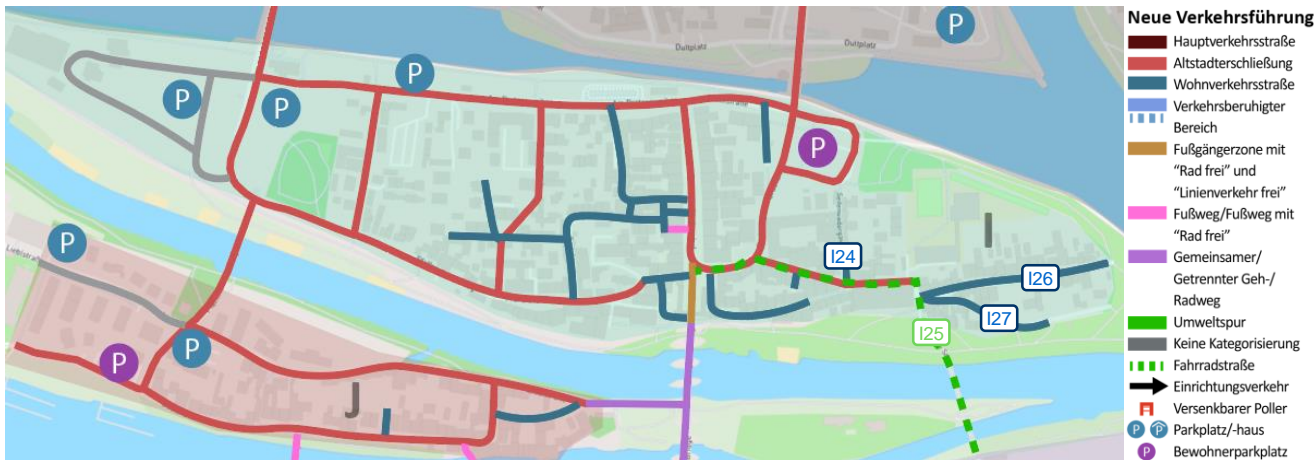 Neue Verkehrsführung
Hauptverkehrsstraße
Altstadterschließung
Wohnverkehrsstraße
Verkehrsberuhigter
Bereich
Fußgängerzone mit
“Rad frei” und
“Linienverkehr frei”
Fußweg/Fußweg mit
“Rad frei”
Gemeinsamer/
Getrennter Geh-/
Radweg
Umweltspur
Keine Kategorisierung
Fahrradstraße
Einrichtungsverkehr
Versenkbarer Poller
P P Parkplatz/-haus
P Bewohnerparkplatz
P
Dultplatz
Dultplatz
P
P
P
P
I
I24
I26
I27
I25
P
Lieblstraße
P
P
J